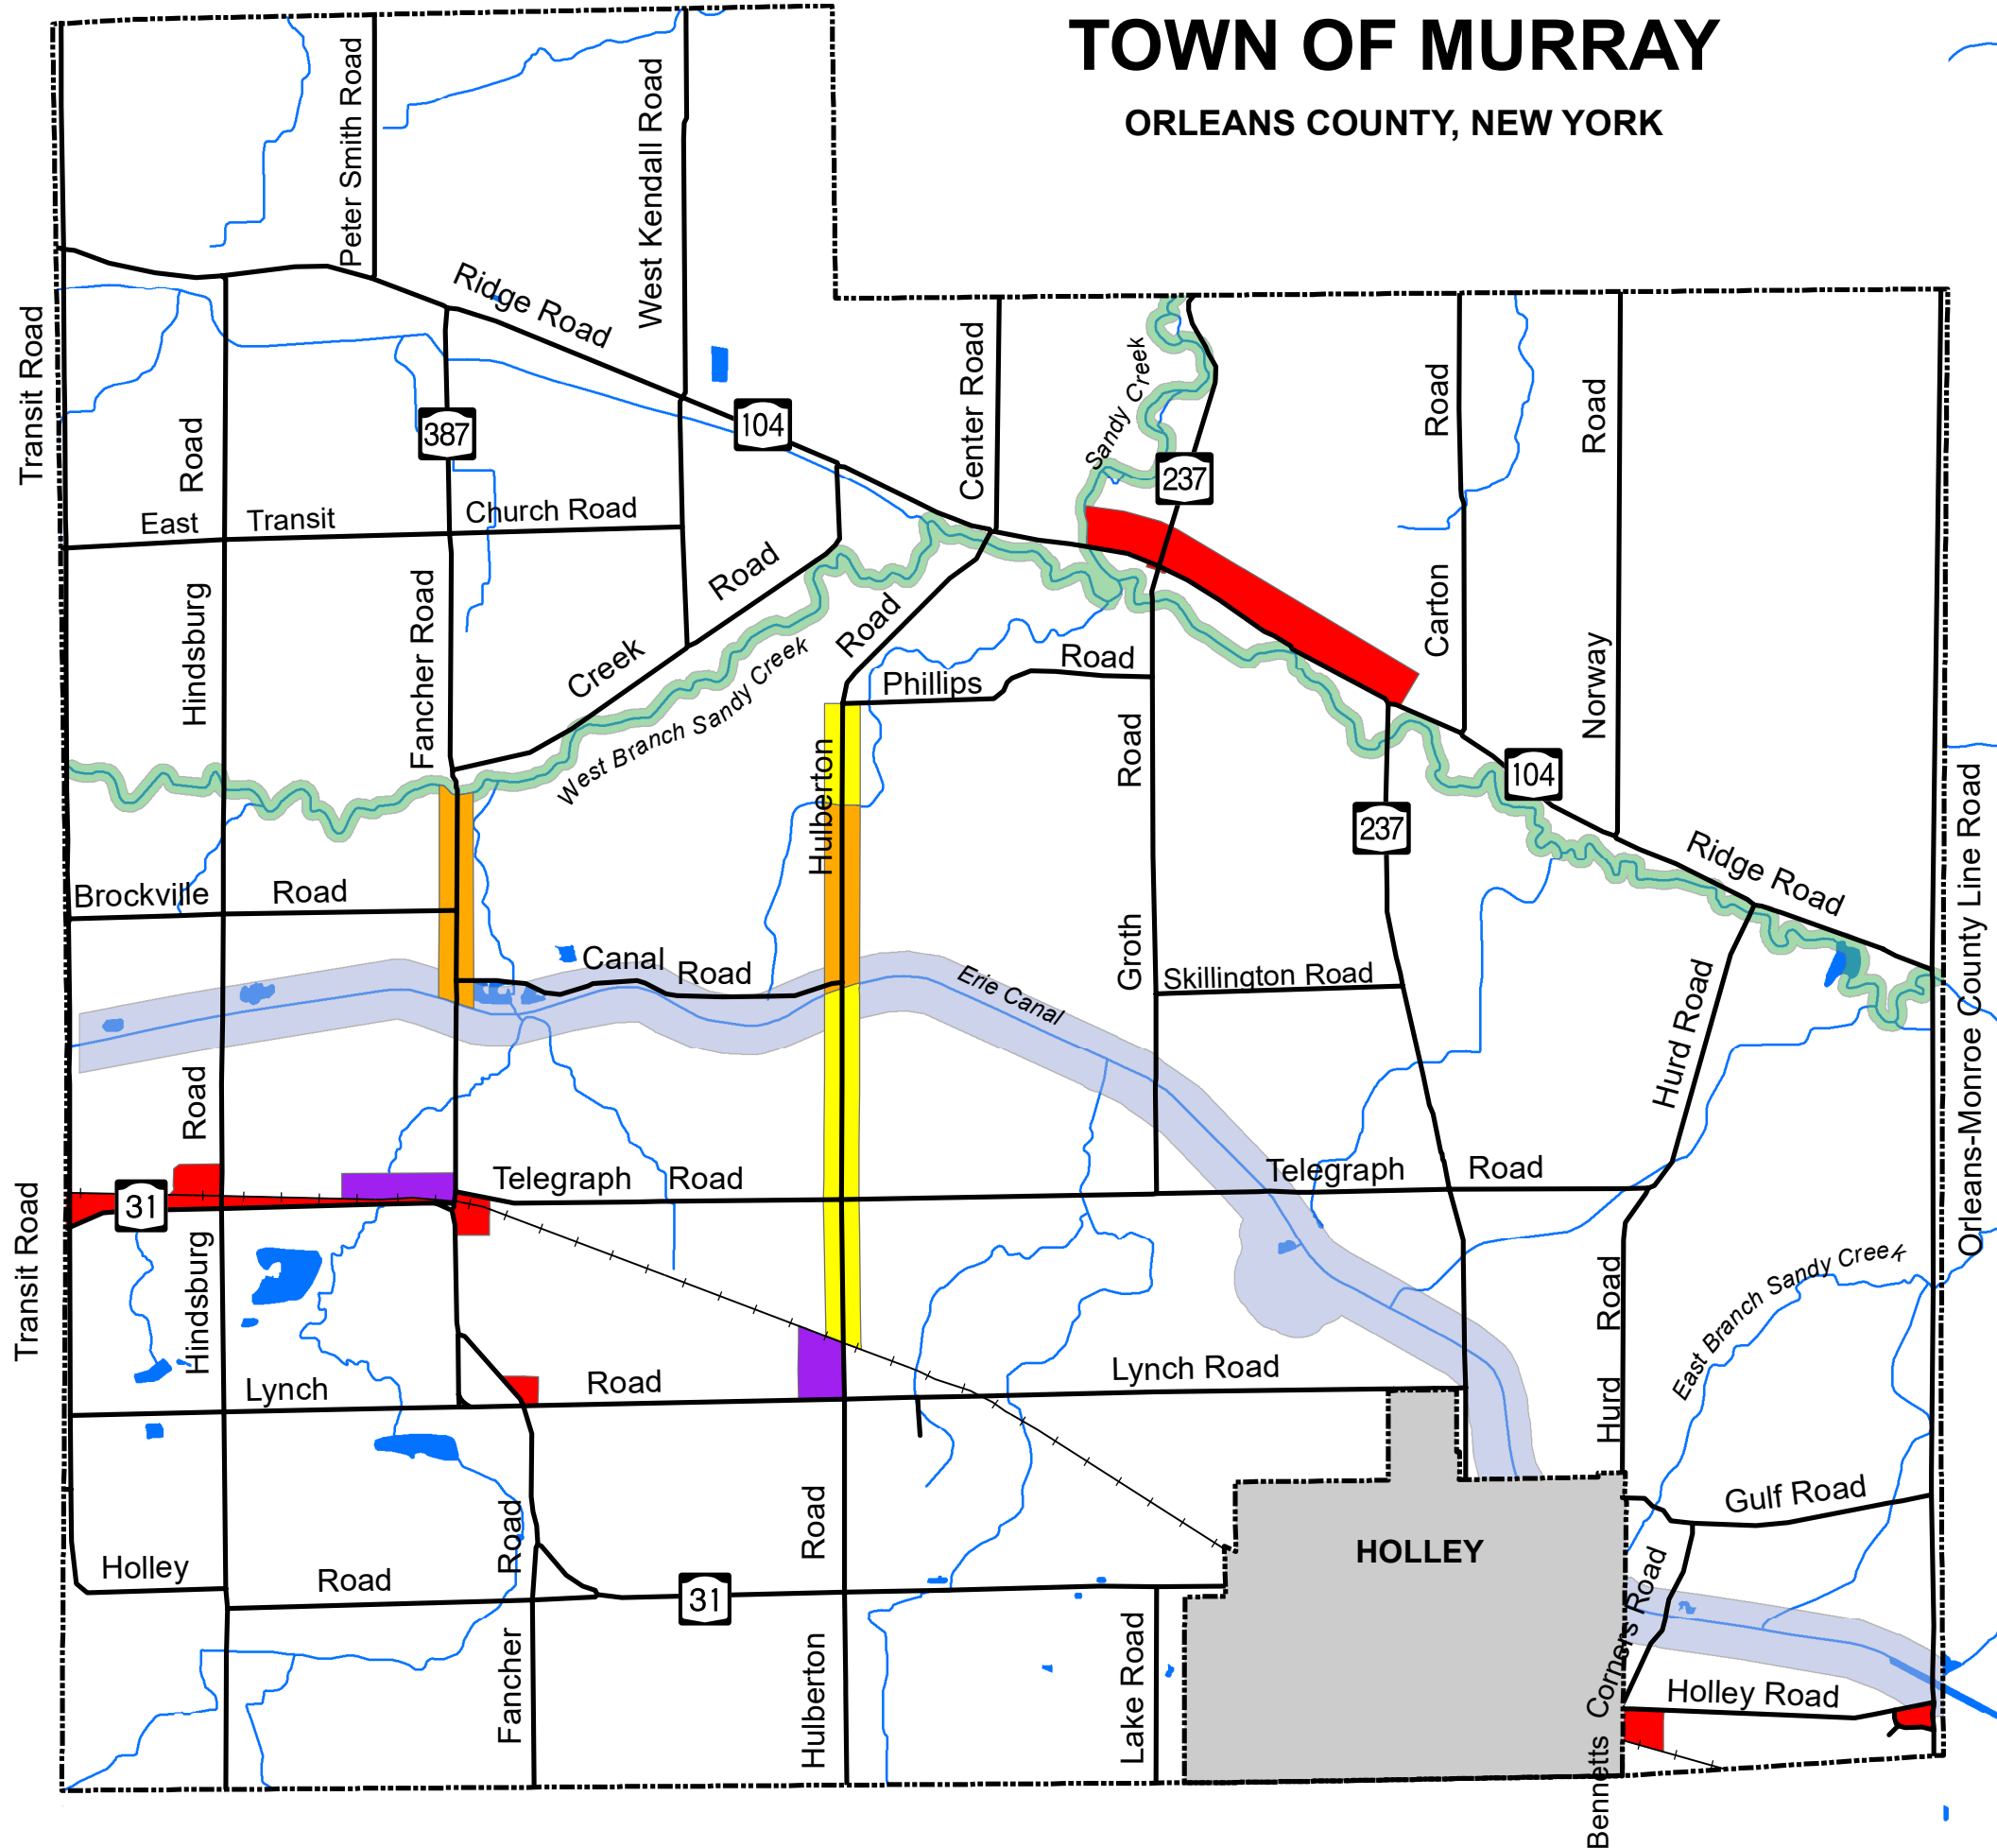 TOWN OF MURRAY
ORLEANS COUNTY, NEW YORK
Peter Smith Road
West Kendall Road
Ridge Road
Transit Road
Road
387
104
Center Road
Sandy Creek
237
Road
Road
East
Transit
Church Road
Hindsburg
Fancher Road
Road
Creek
Road
West Branch Sandy Creek
Phillips
Road
Carton
Norway
Road
Hulberton
104
237
Ridge Road
Orleans-Monroe County Line Road
Brockville
Road
Canal
Road
Groth
Erie Canal
Skillington Road
Hurd Road
Road
Telegraph
Road
Telegraph
Road
Transit Road
31
Hindsburg
Road
East Branch Sandy Creek
Lynch
Road
Lynch Road
Hurd
Gulf Road
Road
Road
HOLLEY
Holley
Road
31
Fancher
Hulberton
Lake Road
Bennetts Corners Road
Holley Road